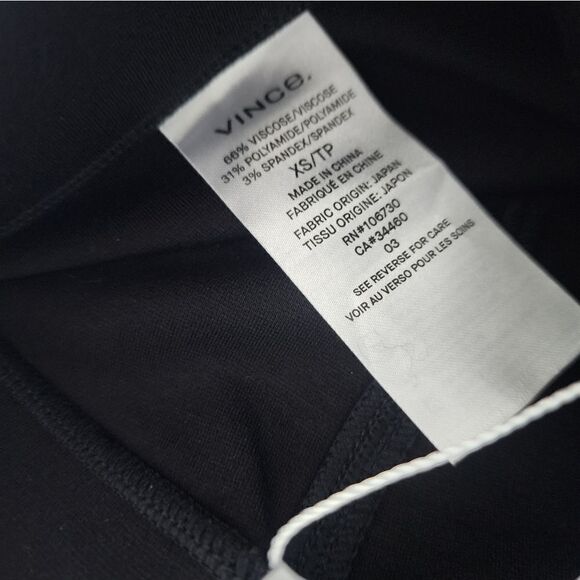 VINCe.
66% VISCOSE/VISCOSE
31% POLYAMIDE/POLYAMIDE
3% SPANDEX/SPANDEX
XS/TP
MADE IN CHINA
FABRIQUÉ EN CHINE
FABRIC ORIGIN: JAPAN
TISSU ORIGINE: JAPON
RN#106730
CA#34460
03
SEE REVERSE FOR CARE
VOIR AU VERSO POUR LES SOINS